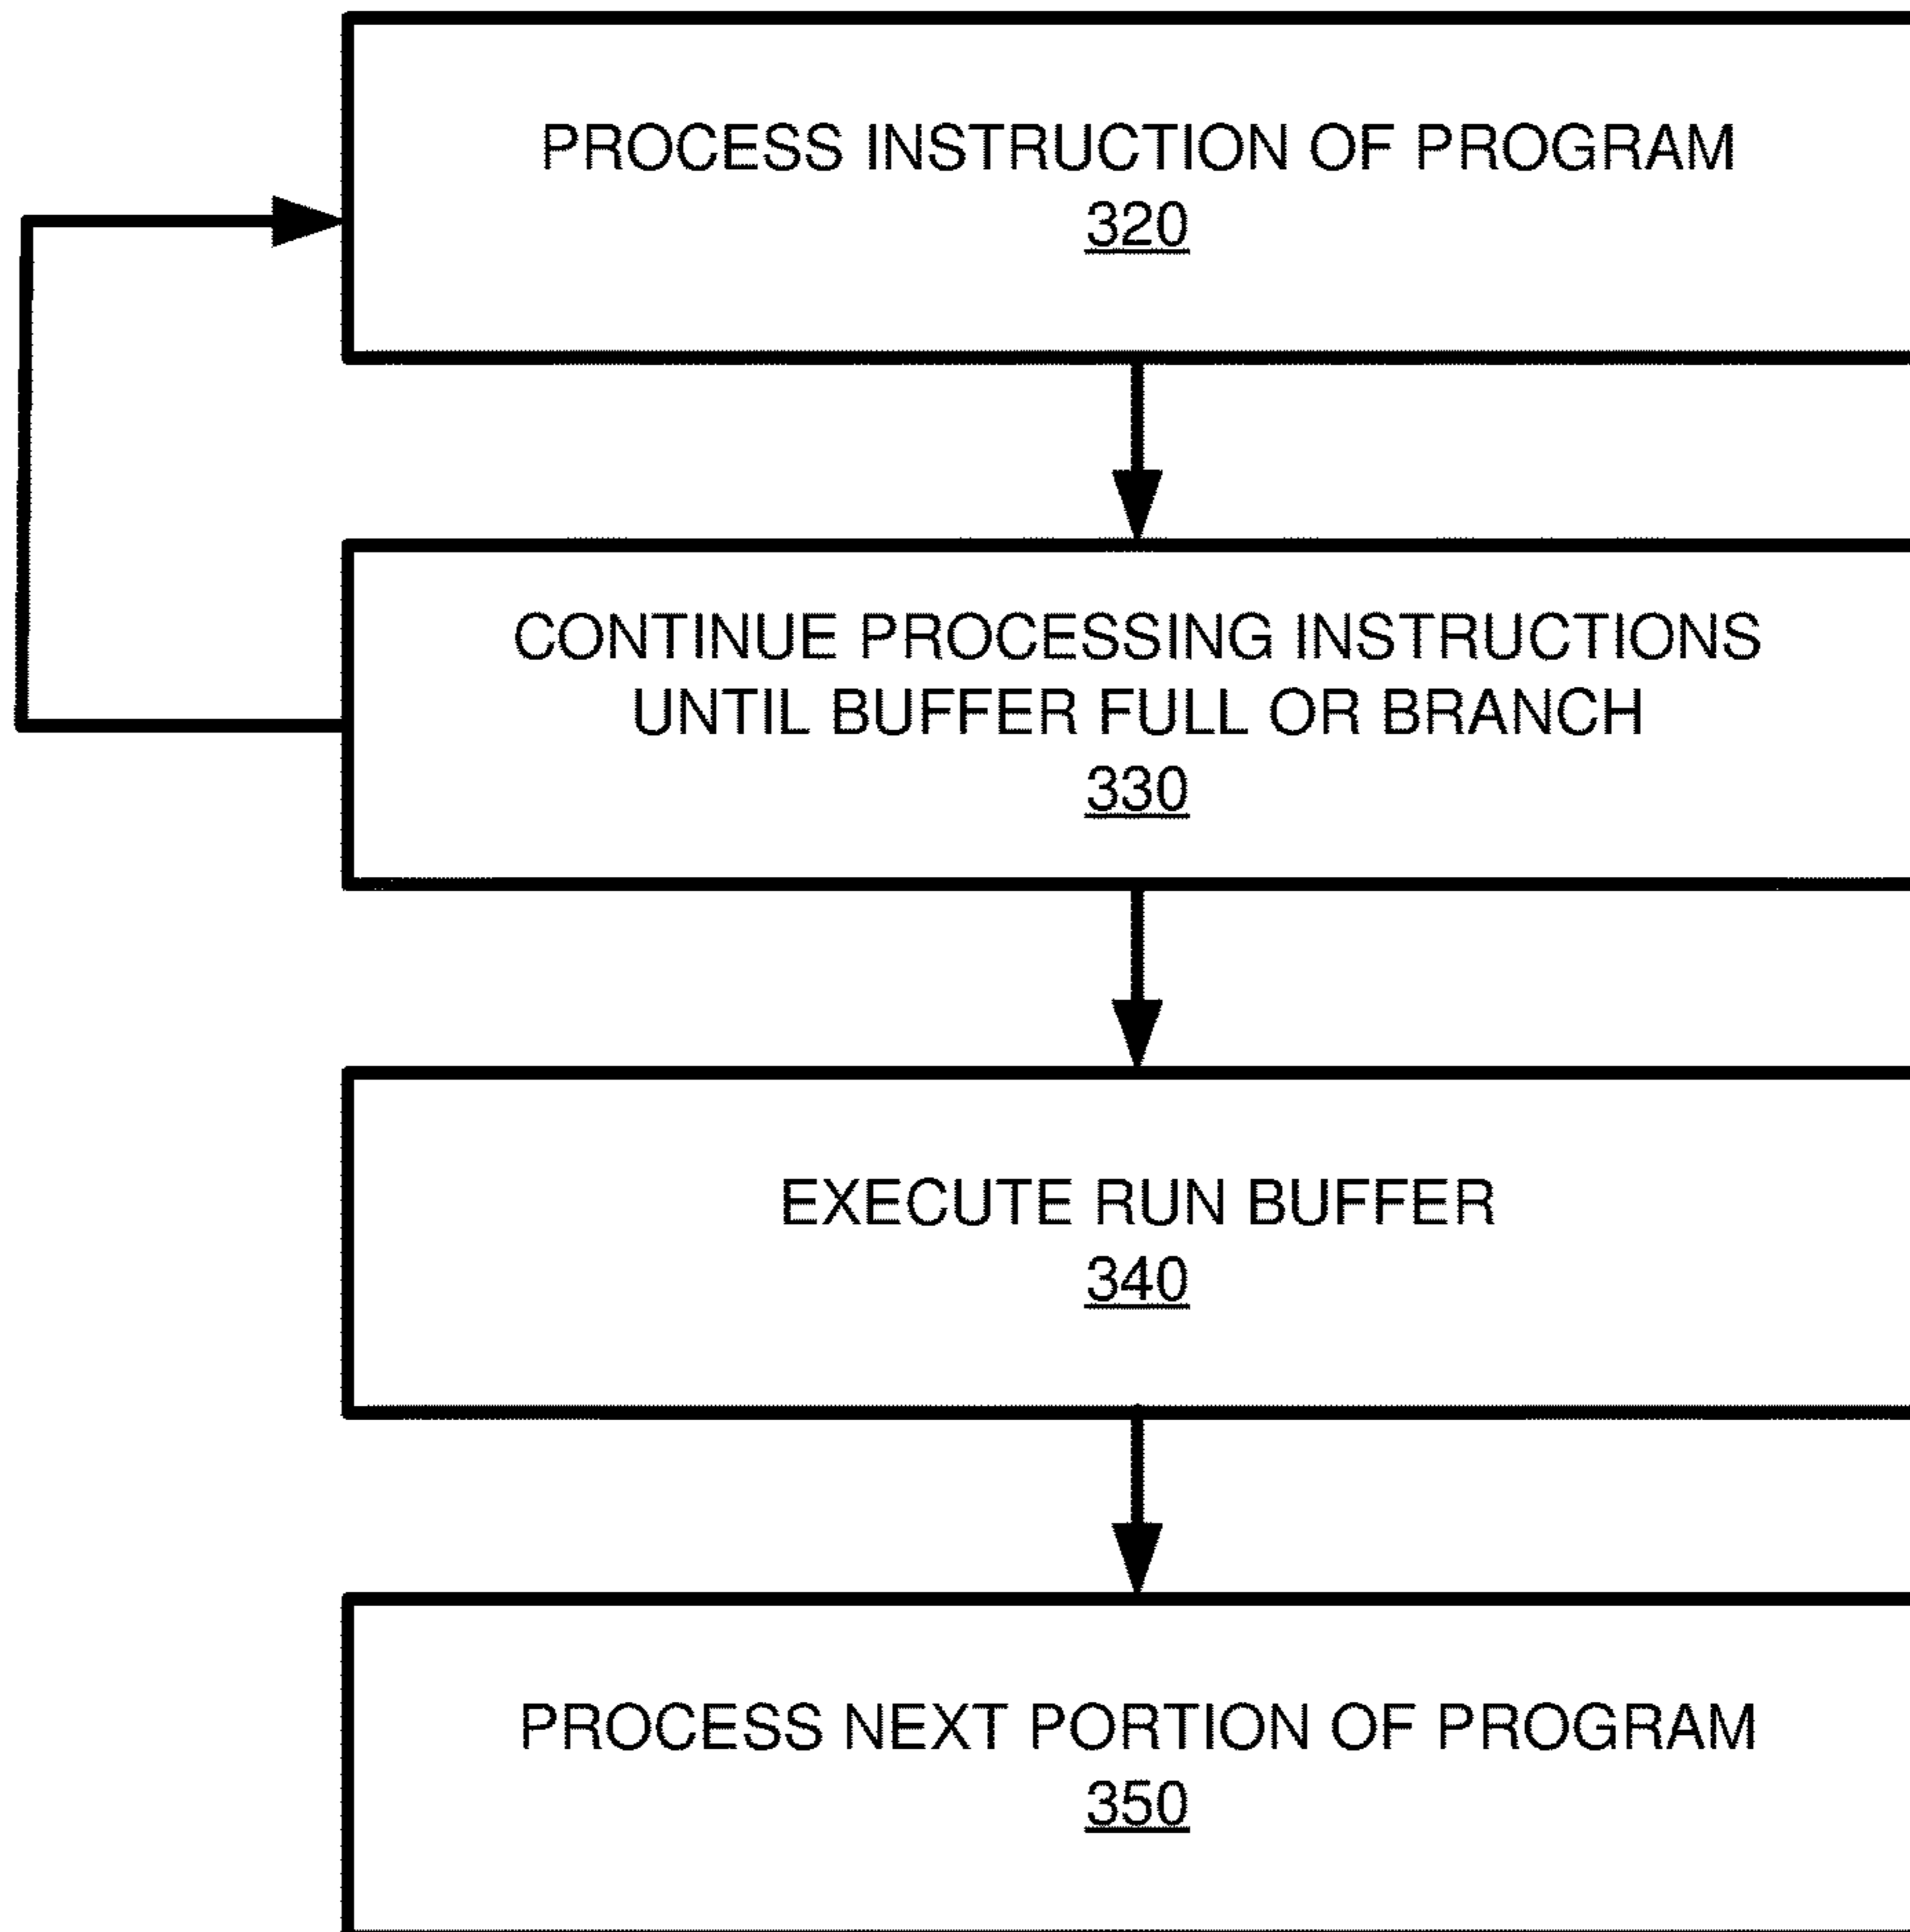 PROCESS INSTRUCTION OF PROGRAM
320
CONTINUE PROCESSING INSTRUCTIONS
UNTIL BUFFER FULL OR BRANCH
330
EXECUTE RUN BUFFER
340
PROCESS NEXT PORTION OF PROGRAM
350